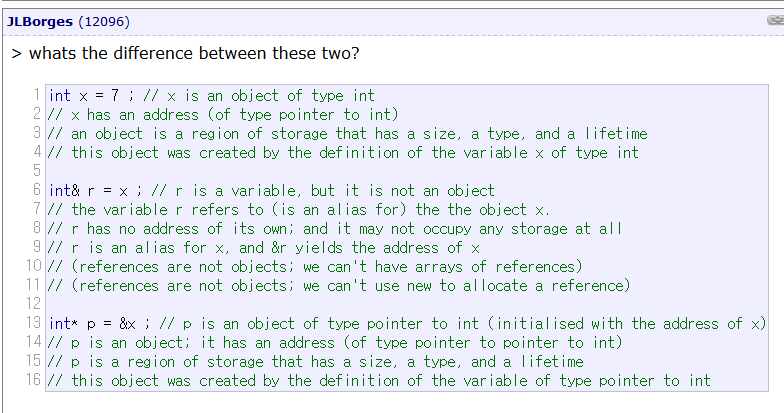 JLBorges (12096)
> whats the difference between these two?
1 int x = 7 ; // x is an object of type int
2 // x has an address (of type pointer to int)
3 // an object is a region of storage that has a size, a type, and a lifetime
4 // this object was created by the definition of the variable x of type int
5
6 int& r = x ; // r is a variable, but it is not an object
7 // the variable r refers to (is an alias for) the the object x.
8 // r has no address of its own; and it may not occupy any storage at all
9 // r is an alias for x, and &r yields the address of x
10 // (references are not objects; we can't have arrays of references)
11 // (references are not objects; we can't use new to allocate a reference)
12
13 int* p = &x ; // p is an object of type pointer to int (initialised with the address of x)
14 // p is an object; it has an address (of type pointer to pointer to int)
15 // p is a region of storage that has a size, a type, and a lifetime
16 // this object was created by the definition of the variable of type pointer to int